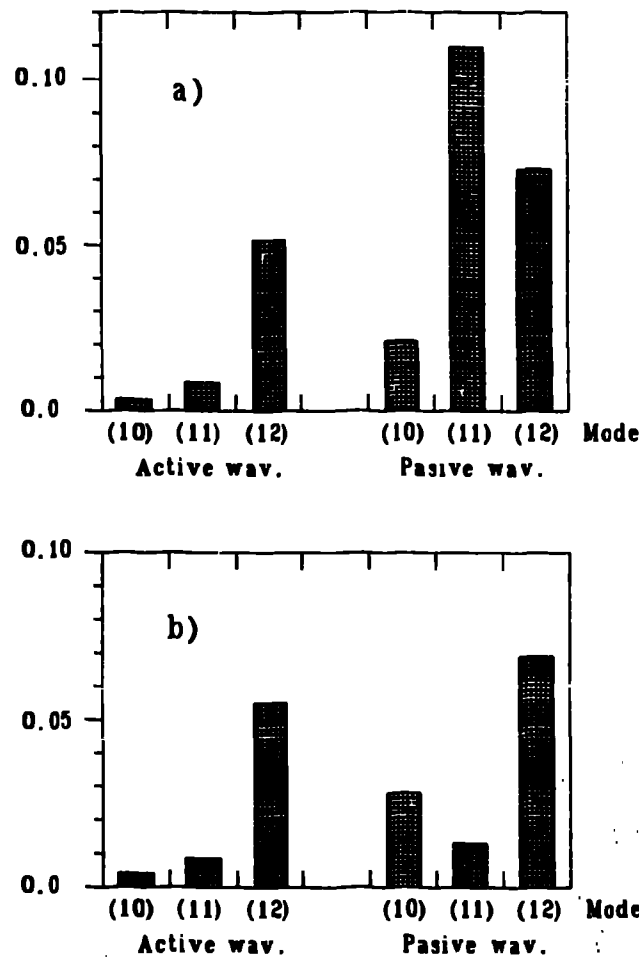 0.10
a)
0.05
0.0
(10) (11) (12) (10) (11) (12) Mode
Active wav. Pasive wav.
0.10
b)
0.05
0.0
(10) (11) (12) (10) (11) (12) Mode
Active wav. Pasive wav.